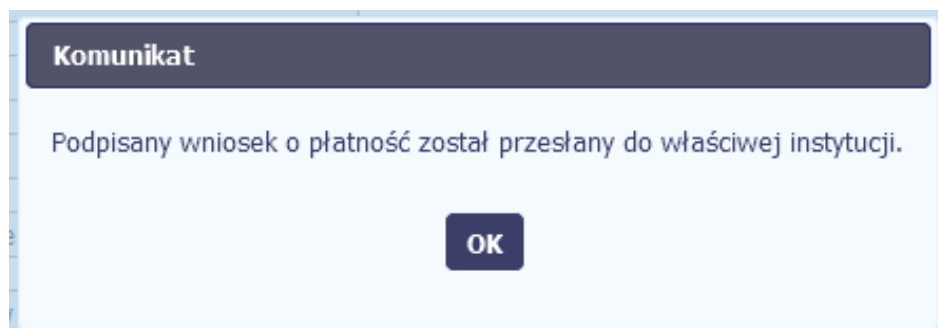 Komunikat
Podpisany wniosek o płatność został przesłany do właściwej instytucji.
OK